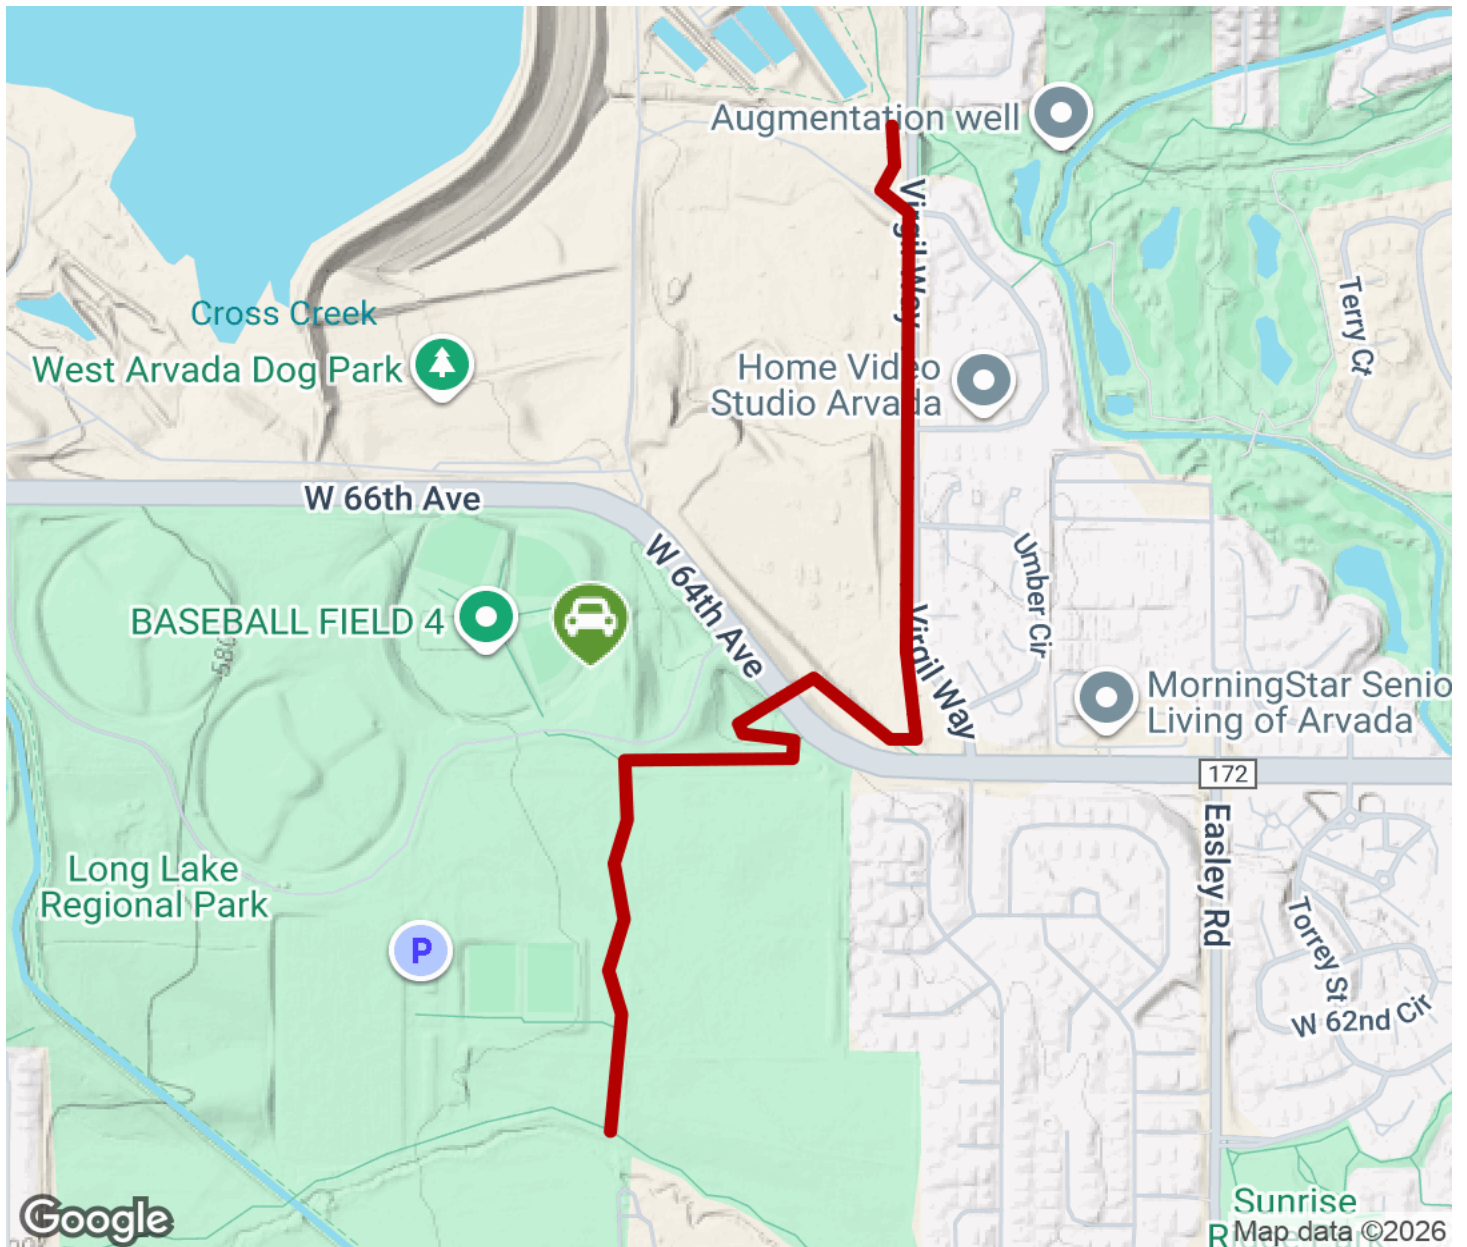 Augmentation well
Virgil Way
Terry Ct
Cross Creek
West Arvada Dog Park
Home Video
Studio Arvada
W 66th Ave
W 64th Ave
Umber Cir
BASEBALL FIELD 4
580
Virgil Way
MorningStar Senio
Living of Arvada
172
Easley Rd
Long Lake
Regional Park
P
Torrey St
W 62nd Cir
Sunrise
Google
Map data ©2026